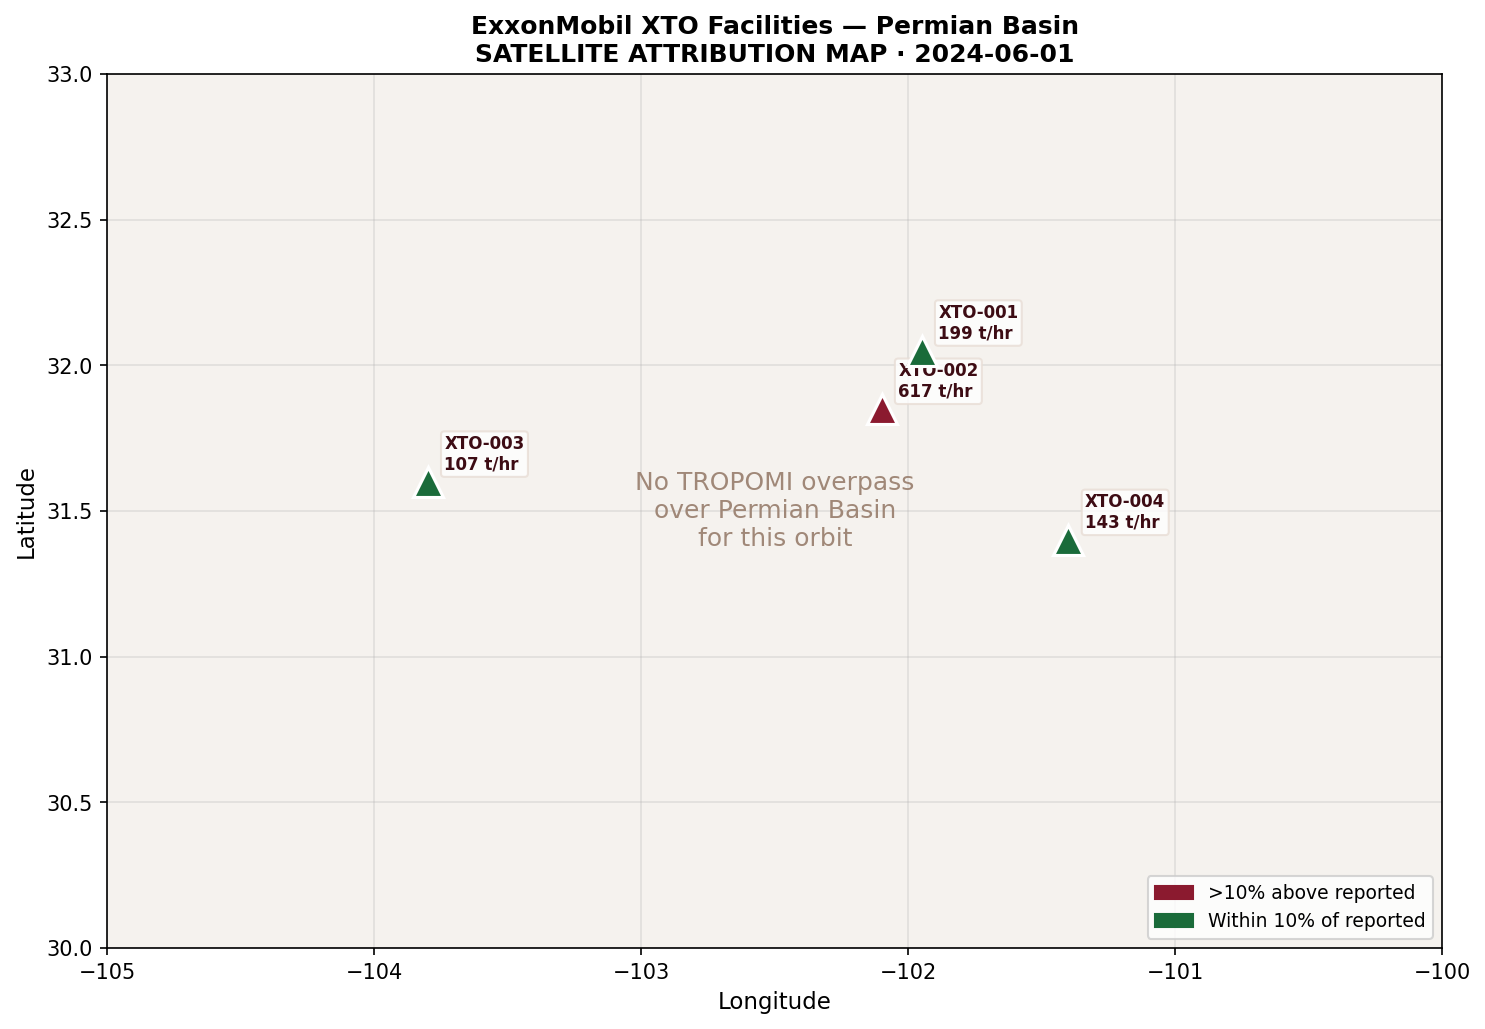 ExxonMobil XTO Facilities — Permian Basin
SATELLITE ATTRIBUTION MAP · 2024-06-01
33.0
32.5
32.0
31.5
31.0
30.5
30.0
Latitude
XTO-001
199 t/hr
XTO-002
617 t/hr
XTO-003
107 t/hr
No TROPOMI overpass
over Permian Basin
for this orbit
XTO-004
143 t/hr
>10% above reported
Within 10% of reported
−105
−104
−103
−102
−101
−100
Longitude